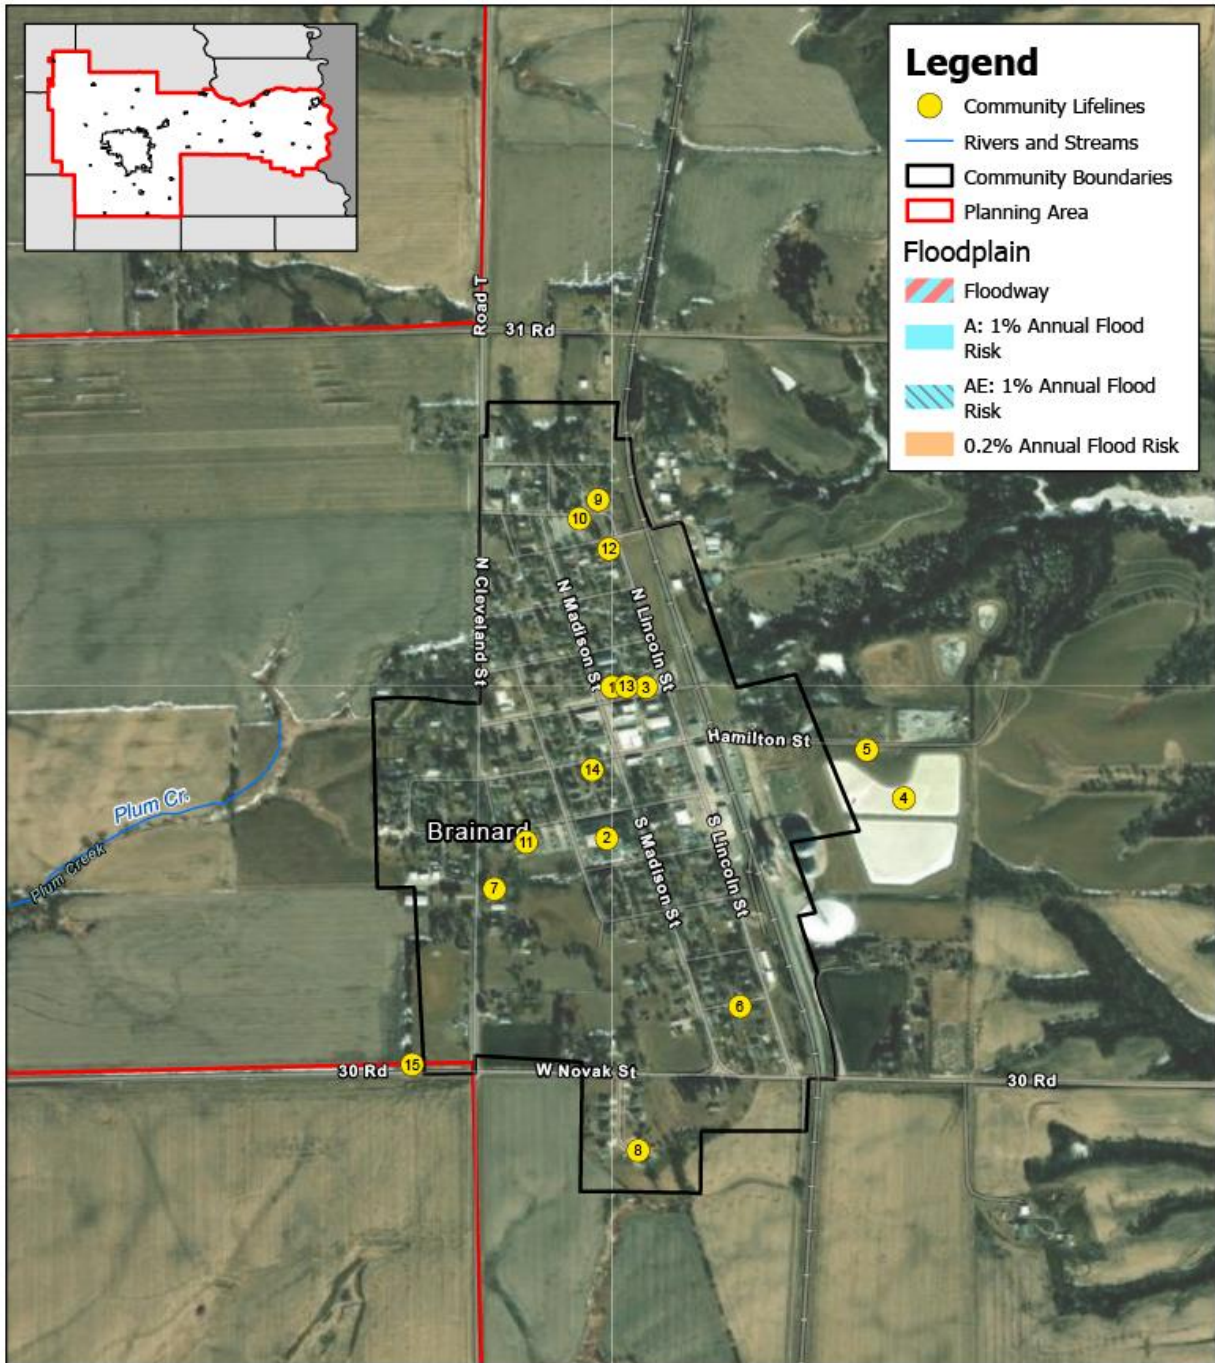 Legend
Community Lifelines
Rivers and Streams
Community Boundaries
Planning Area
Floodplain
Floodway
A: 1% Annual Flood
Risk
AE: 1% Annual Flood
Risk
0.2% Annual Flood Risk
Road T
31 Rd
9
10
12
N Cleveland St
N Madison St
N Lincoln St
1
13
3
Hamilton St
5
14
4
Plum Cr.
Plum Creek
Brainard
11
2
S Madison St
S Lincoln St
7
6
15
30 Rd
W Novak St
30 Rd
8